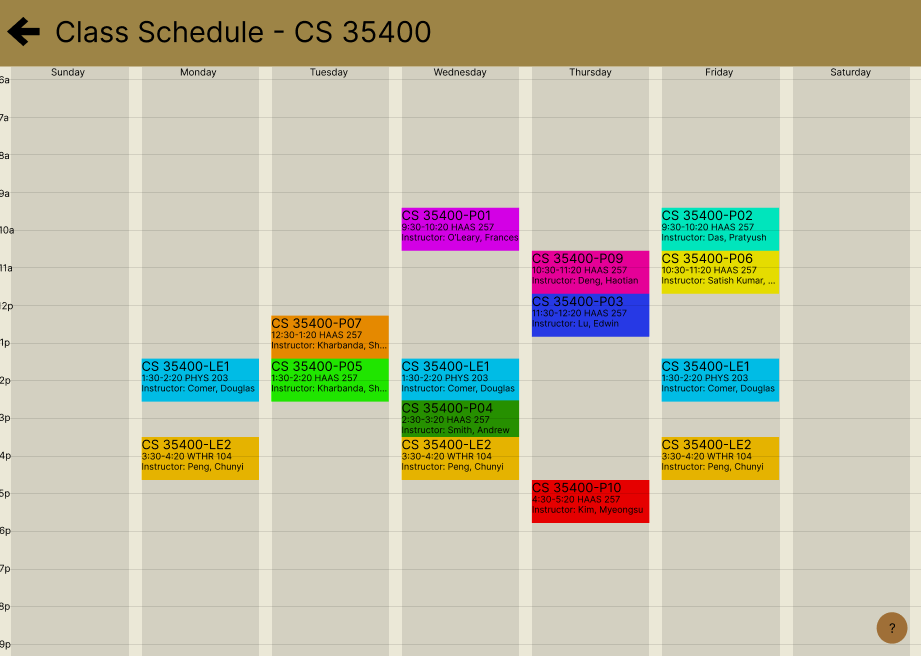 Class Schedule - CS 35400
Sunday
Monday
Tuesday
Wednesday
Thursday
Friday
Saturday
6a
7a
8a
9a
10a
11a
2p
1p
2p
3p
4p
5p
6p
7p
8p
9p
CS 35400-LE1
1:30-2:20 PHYS 203
Instructor: Comer, Douglas
CS 35400-LE2
3:30-4:20 WTHR 104
Instructor: Peng, Chunyi
CS 35400-P07
12:30-1:20 HAAS 257
Instructor: Kharbanda, Sh...
CS 35400-P05
1:30-2:20 HAAS 257
Instructor: Kharbanda, Sh...
CS 35400-P01
9:30-10:20 HAAS 257
Instructor: O'Leary, Frances
CS 35400-LE1
1:30-2:20 PHYS 203
Instructor: Comer, Douglas
CS 35400-P04
2:30-3:20 HAAS 257
Instructor: Smith, Andrew
CS 35400-LE2
3:30-4:20 WTHR 104
Instructor: Peng, Chunyi
CS 35400-P09
10:30-11:20 HAAS 257
Instructor: Deng, Haotian
CS 35400-P03
11:30-12:20 HAAS 257
Instructor: Lu, Edwin
CS 35400-P10
4:30-5:20 HAAS 257
Instructor: Kim, Myeongsu
CS 35400-P02
9:30-10:20 HAAS 257
Instructor: Das, Pratyush
CS 35400-P06
10:30-11:20 HAAS 257
Instructor: Satish Kumar, ...
CS 35400-LE1
1:30-2:20 PHYS 203
Instructor: Comer, Douglas
CS 35400-LE2
3:30-4:20 WTHR 104
Instructor: Peng, Chunyi
?